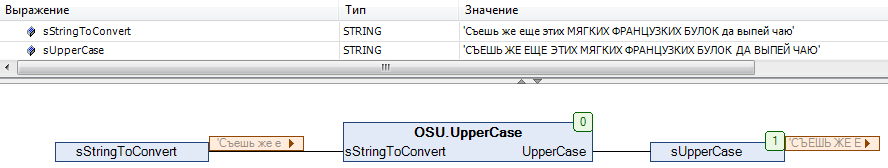 Выражение Тип Значение
sStringToConvert STRING 'Съешь же еще этих МЯГКИХ ФРАНЦУЗКИХ БУЛОК да выпей чаю'
sUpperCase STRING 'СЪЕШЬ ЖЕ ЕЩЕ ЭТИХ МЯГКИХ ФРАНЦУЗКИХ БУЛОК ДА ВЫПЕЙ ЧАЮ'
0
OSU.UpperCase
'Съешь же е 1 'СЪЕШЬ ЖЕ Е
sStringToConvert sStringToConvert UpperCase sUpperCase